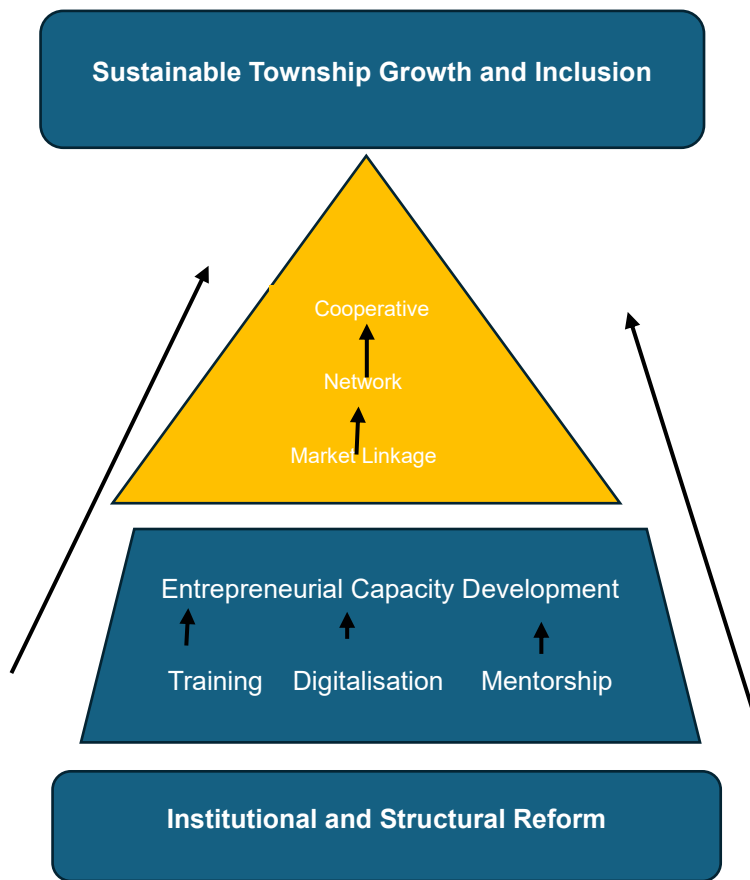 Sustainable Township Growth and Inclusion
Cooperative
Network
Market Linkage
Entrepreneurial Capacity Development
Training Digitalisation Mentorship
Institutional and Structural Reform